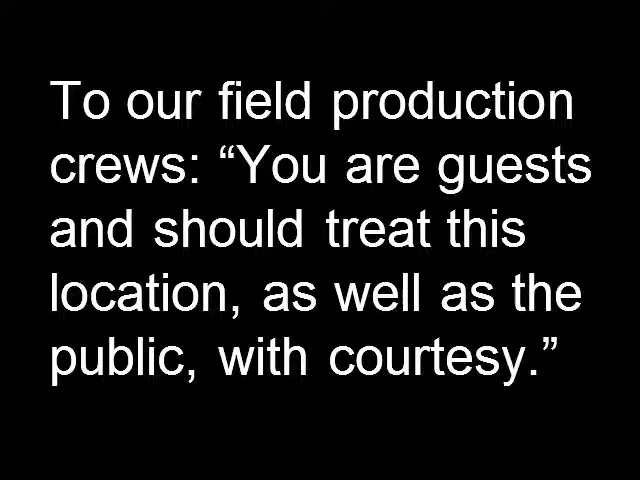 To our field production
crews: “You are guests
and should treat this
location, as well as the
public, with courtesy.”